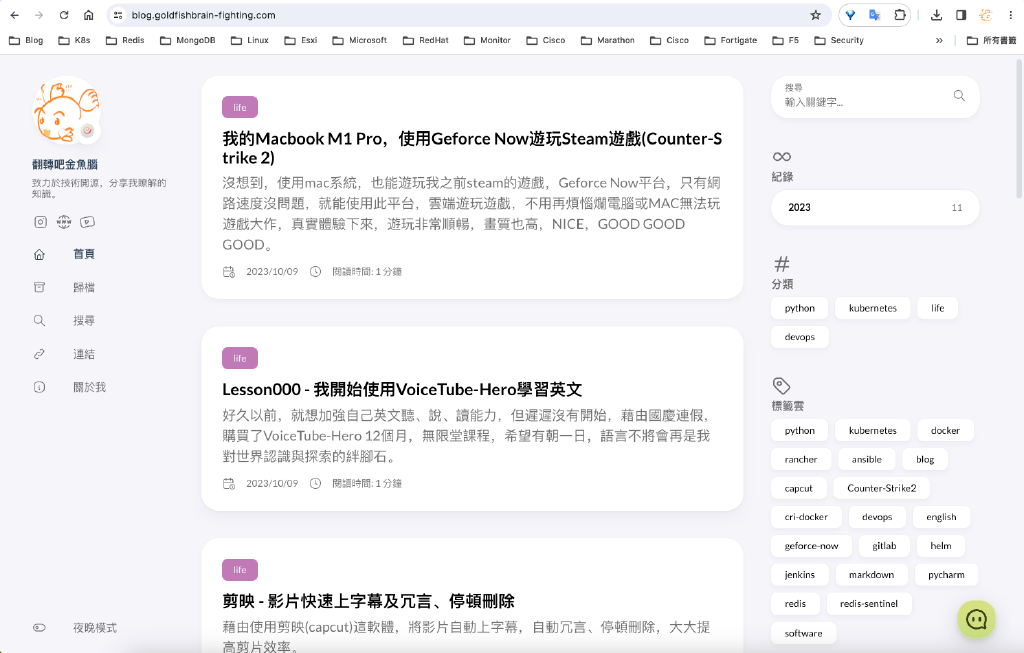 blog.goldfishbrain-fighting.com
Blog K8s Redis MongoDB Linux Esxi Microsoft RedHat Monitor Cisco Marathon Cisco Fortigate F5 Security » 所有書籤
翻轉吧金魚腦
致力於技術開源，分享我瞭解的
知識。
首頁
歸檔
搜尋
連結
關於我
夜晚模式
life
我的Macbook M1 Pro，使用Geforce Now遊玩Steam遊戲(Counter-S
trike 2)
沒想到，使用mac系統，也能遊玩我之前steam的遊戲，Geforce Now平台，只有網
路速度沒問題，就能使用此平台，雲端遊玩遊戲，不用再煩惱爛電腦或MAC無法玩
遊戲大作，真實體驗下來，遊玩非常順暢，畫質也高，NICE，GOOD GOOD
GOOD。
2023/10/09 閱讀時間: 1 分鐘
life
Lesson000 - 我開始使用VoiceTube-Hero學習英文
好久以前，就想加強自己英文聽、說、讀能力，但遲遲沒有開始，藉由國慶連假，
購買了VoiceTube-Hero 12個月，無限堂課程，希望有朝一日，語言不將會再是我
對世界認識與探索的絆腳石。
2023/10/09 閱讀時間: 1 分鐘
life
剪映 - 影片快速上字幕及冗言、停頓刪除
藉由使用剪映(capcut)這軟體，將影片自動上字幕，自動冗言、停頓刪除，大大提
高剪片效率。
搜尋
輸入關鍵字...
紀錄
2023 11
分類
python kubernetes life
devops
標籤雲
python kubernetes docker
rancher ansible blog
capcut Counter-Strike2
cri-docker devops english
geforce-now gitlab helm
jenkins markdown pycharm
redis redis-sentinel
software